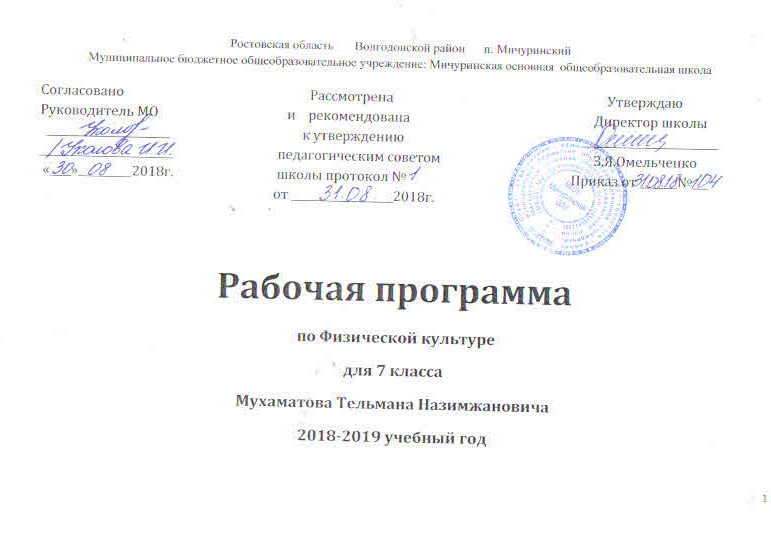 Ростовская область Волгодонской район п. Мичуринский
Муниципальное бюджетное общеобразовательное учреждение: Мичуринская основная общеобразовательная школа
Согласовано
Руководитель МО
Уколова И.И.
«30» 08 2018г.
Рассмотрена
и рекомендована
к утверждению
педагогическим советом
школы протокол №1
от 31.08. 2018г.
Утверждаю
Директор школы
З.Я.Омельченко
Приказ от 31.08.18 №104
Рабочая программа
по Физической культуре
для 7 класса
Мухаматова Тельмана Назимжановича
2018-2019 учебный год
1